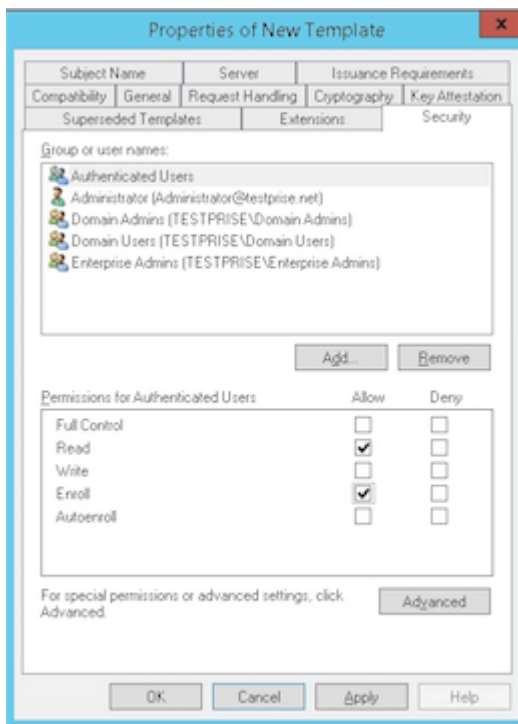 Properties of New Template
x
Subject Name Server Issuance Requirements
Compatibility General Request Handling Cryptography Key Attestation
Superseded Templates Extensions Security
Group or user names:
Authenticated Users
Administrator (Administrator@testprise.net)
Domain Admins (TESTPRISE\Domain Admins)
Domain Users (TESTPRISE\Domain Users)
Enterprise Admins (TESTPRISE\Enterprise Admins)
Add... Remove
Permissions for Authenticated Users Allow Deny
Full Control
Read
Write
Enroll
Autoenroll
For special permissions or advanced settings, click
Advanced.
Advanced
OK Cancel Apply Help